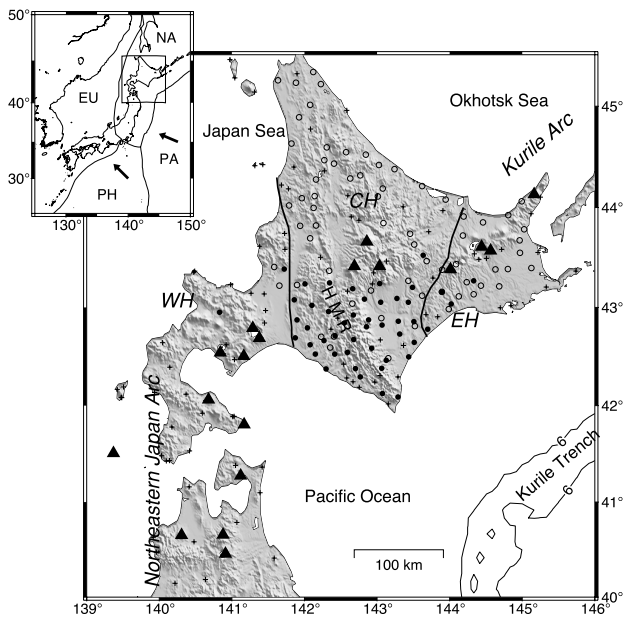 50°
40°
30°
130°
140°
150°
NA
EU
PA
PH
Okhotsk Sea
Japan Sea
Kurile Arc
CH
WH
H M R
EH
Northeastern Japan Arc
Pacific Ocean
Kurile Trench
6
6
100 km
45°
44°
43°
42°
41°
40°
139°
140°
141°
142°
143°
144°
145°
146°